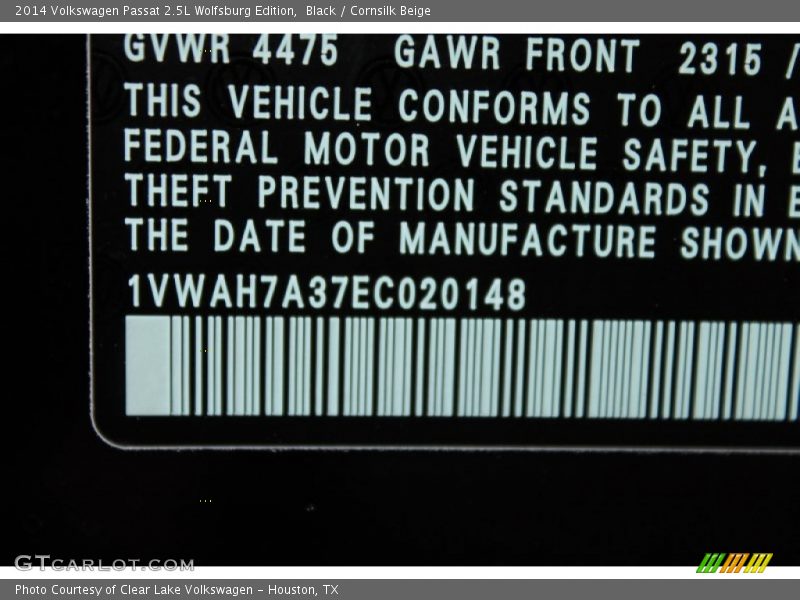 2014 Volkswagen Passat 2.5L Wolfsburg Edition,  Black / Cornsilk Beige
GVWR 4475 GAWR FRONT 2315 /
THIS VEHICLE CONFORMS TO ALL A
FEDERAL MOTOR VEHICLE SAFETY,
THEFT PREVENTION STANDARDS IN
THE DATE OF MANUFACTURE SHOWN
1VWAH7A37EC020148
GTCARLOT.COM
Photo Courtesy of Clear Lake Volkswagen - Houston, TX